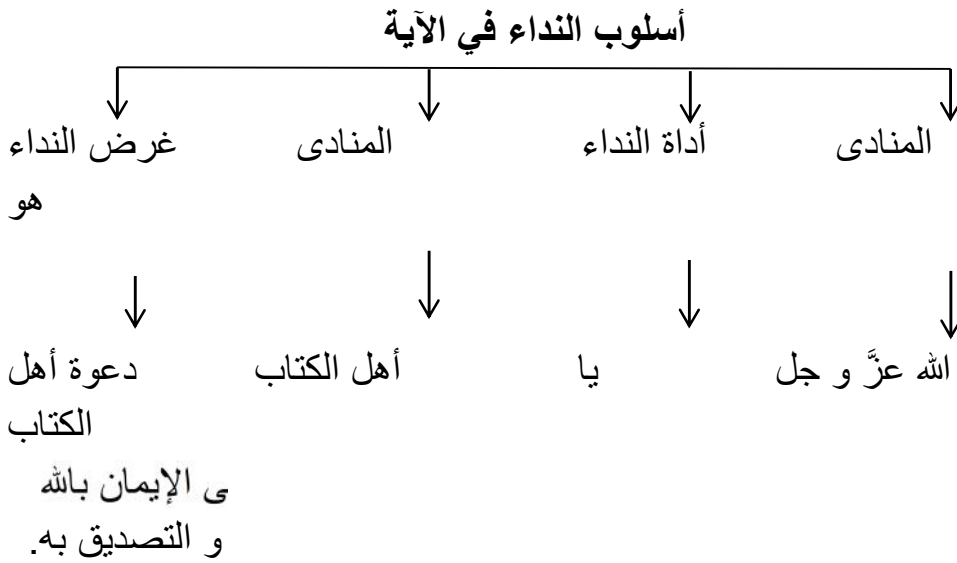 أسلوب النداء في الآية
المنادى أداة النداء المنادى غرض النداء
هو
الله عزَّ و جل يا أهل الكتاب دعوة أهل
الكتاب
ى الإيمان بالله
و التصديق به.